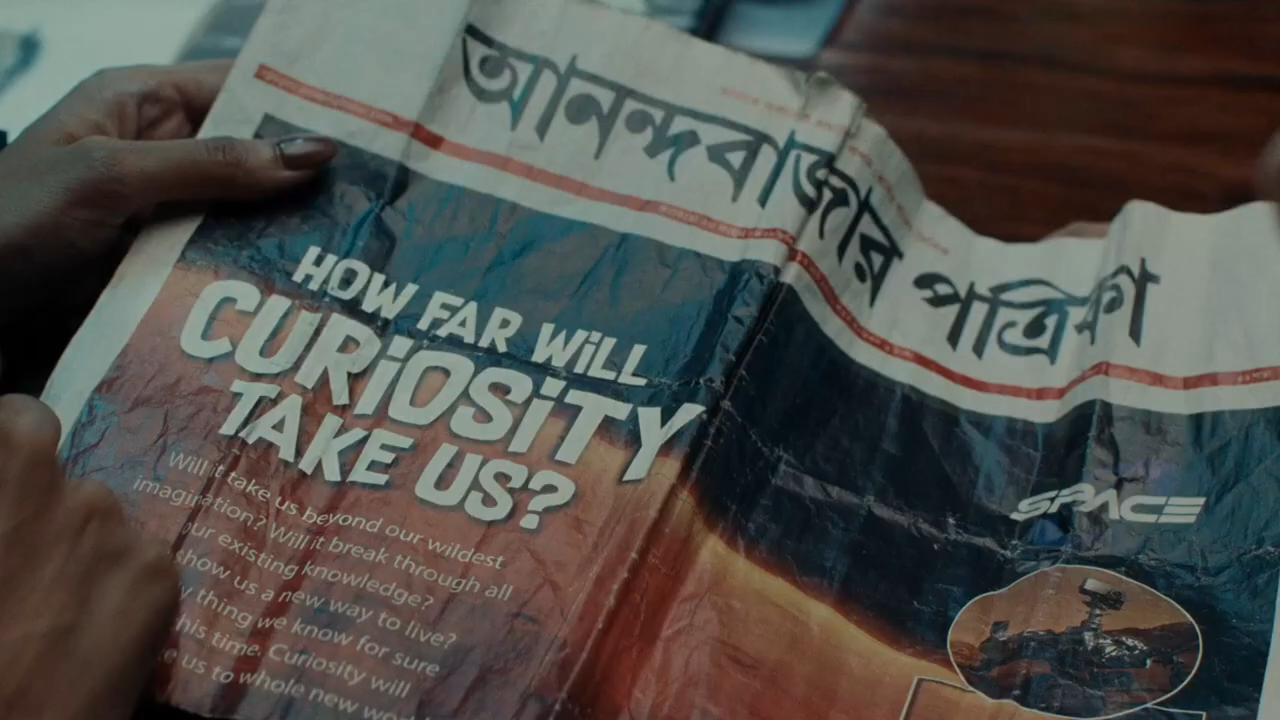 আনন্দবাজার পত্রিকা
HOW FAR WiLL
CURiOSiTY
TAKE US?
Will it take us beyond our wildest
imagination? Will it break through all
our existing knowledge?
show us a new way to live?
thing we know for sure
his time. Curiosity will
us to whole new
SPACE